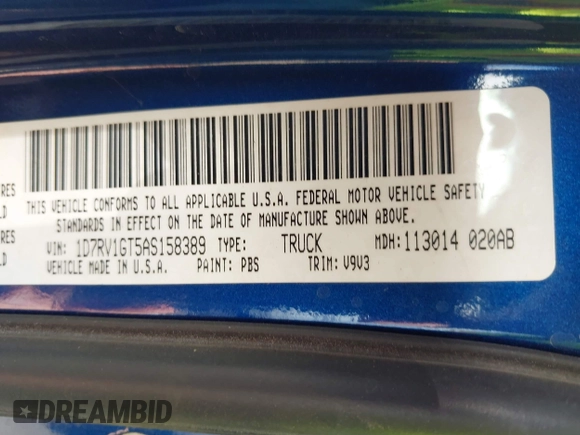 THIS VEHICLE CONFORMS TO ALL APPLICABLE U.S.A. FEDERAL MOTOR VEHICLE SAFETY
STANDARDS IN EFFECT ON THE DATE OF MANUFACTURE SHOWN ABOVE.
VIN: 1D7RV1GT5AS158389 TYPE: TRUCK MDH: 113014 020AB
VEHICLE MADE IN U.S.A. PAINT: PBS TRIM: V9V3
DREAMBID